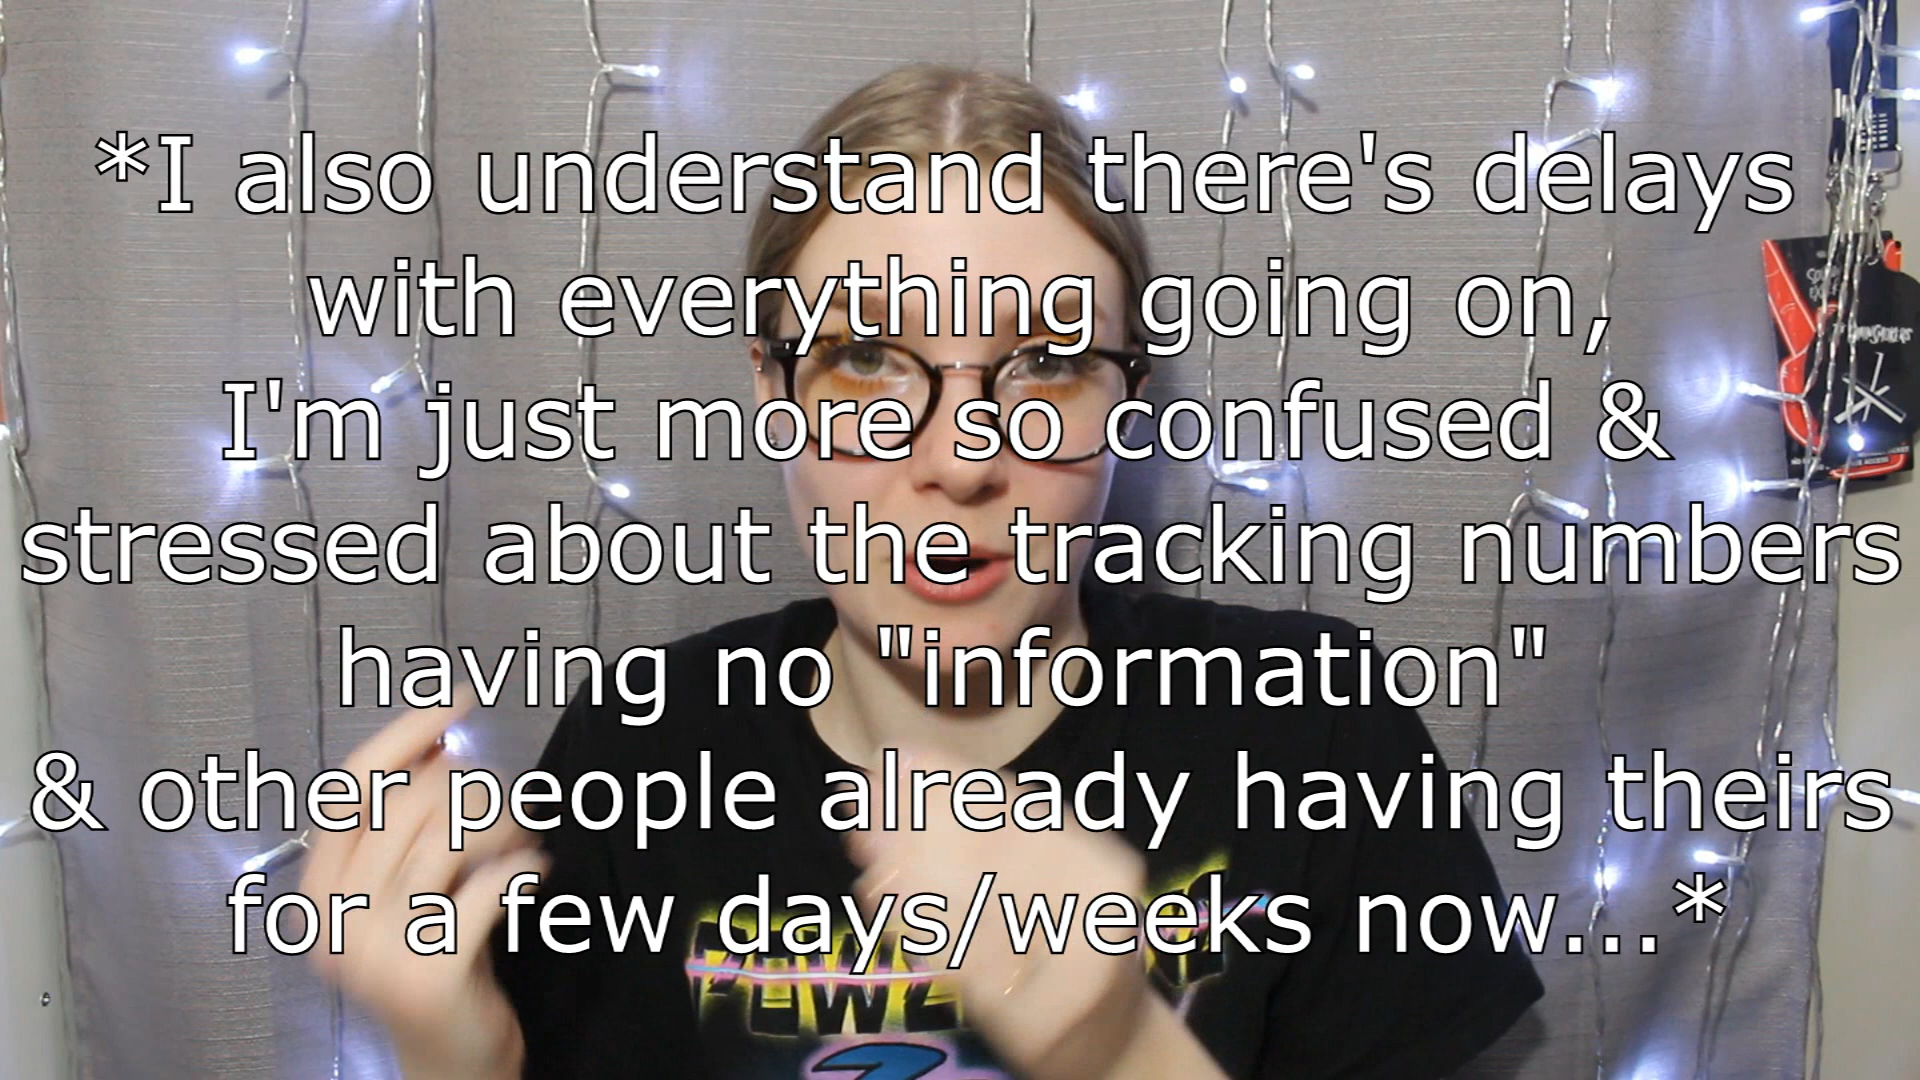 *I also understand there's delays
with everything going on,
I'm just more so confused &
stressed about the tracking numbers
having no "information"
& other people already having theirs
for a few days/weeks now...*